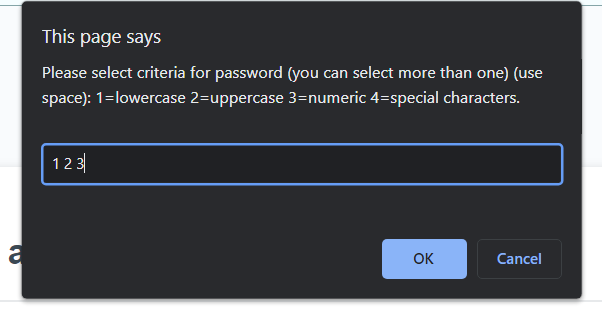 This page says
Please select criteria for password (you can select more than one) (use
space): 1=lowercase 2=uppercase 3=numeric 4=special characters.
1 2 3
a
OK Cancel